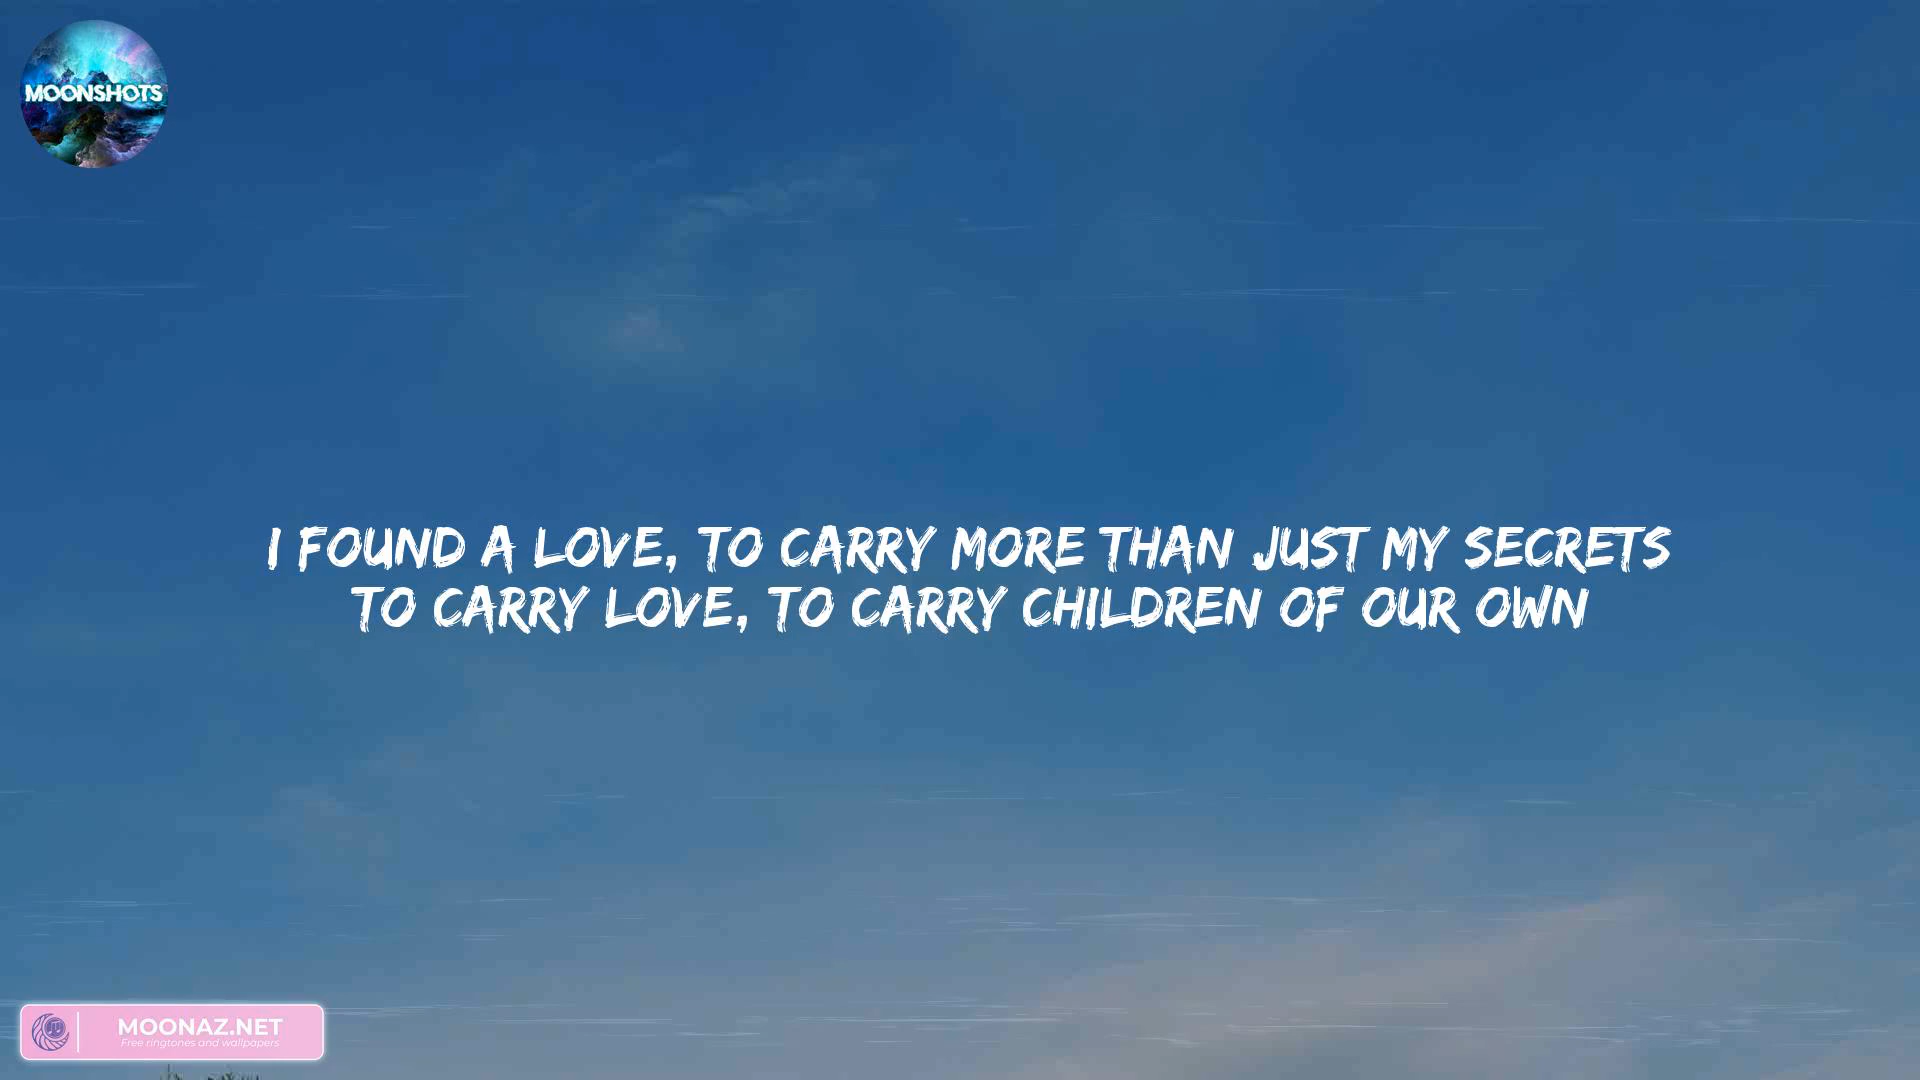 MOONSHOTS
I FOUND A LOVE, TO CARRY MORE THAN JUST MY SECRETS
TO CARRY LOVE, TO CARRY CHILDREN OF OUR OWN
MOONAZ.NET
Free ringtones and wallpapers